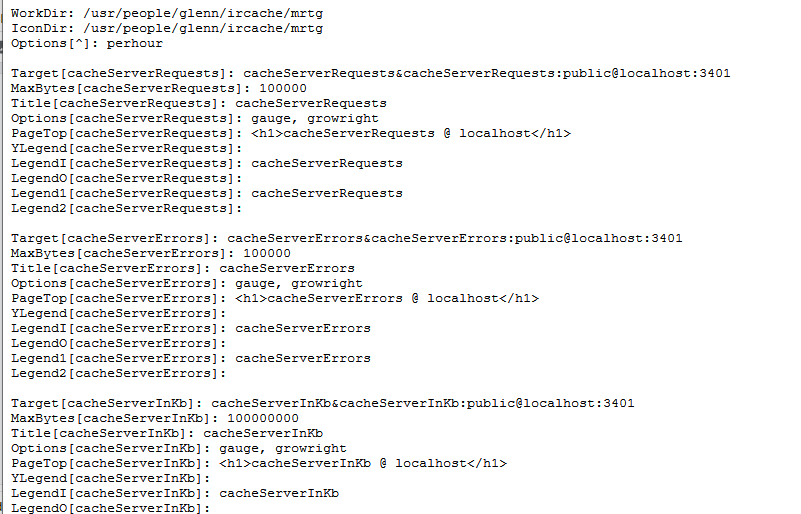 WorkDir: /usr/people/glenn/ircache/mrtg
IconDir: /usr/people/glenn/ircache/mrtg
Options[^]: perhour
Target[cacheServerRequests]: cacheServerRequests&cacheServerRequests:public@localhost:3401
MaxBytes[cacheServerRequests]: 100000
Title[cacheServerRequests]: cacheServerRequests
Options[cacheServerRequests]: gauge, growright
PageTop[cacheServerRequests]: <h1>cacheServerRequests @ localhost</h1>
YLegend[cacheServerRequests]:
LegendI[cacheServerRequests]: cacheServerRequests
LegendO[cacheServerRequests]:
Legend1[cacheServerRequests]: cacheServerRequests
Legend2[cacheServerRequests]:
Target[cacheServerErrors]: cacheServerErrors&cacheServerErrors:public@localhost:3401
MaxBytes[cacheServerErrors]: 100000
Title[cacheServerErrors]: cacheServerErrors
Options[cacheServerErrors]: gauge, growright
PageTop[cacheServerErrors]: <h1>cacheServerErrors @ localhost</h1>
YLegend[cacheServerErrors]:
LegendI[cacheServerErrors]: cacheServerErrors
LegendO[cacheServerErrors]:
Legend1[cacheServerErrors]: cacheServerErrors
Legend2[cacheServerErrors]:
Target[cacheServerInKb]: cacheServerInKb&cacheServerInKb:public@localhost:3401
MaxBytes[cacheServerInKb]: 100000000
Title[cacheServerInKb]: cacheServerInKb
Options[cacheServerInKb]: gauge, growright
PageTop[cacheServerInKb]: <h1>cacheServerInKb @ localhost</h1>
YLegend[cacheServerInKb]:
LegendI[cacheServerInKb]: cacheServerInKb
LegendO[cacheServerInKb]: